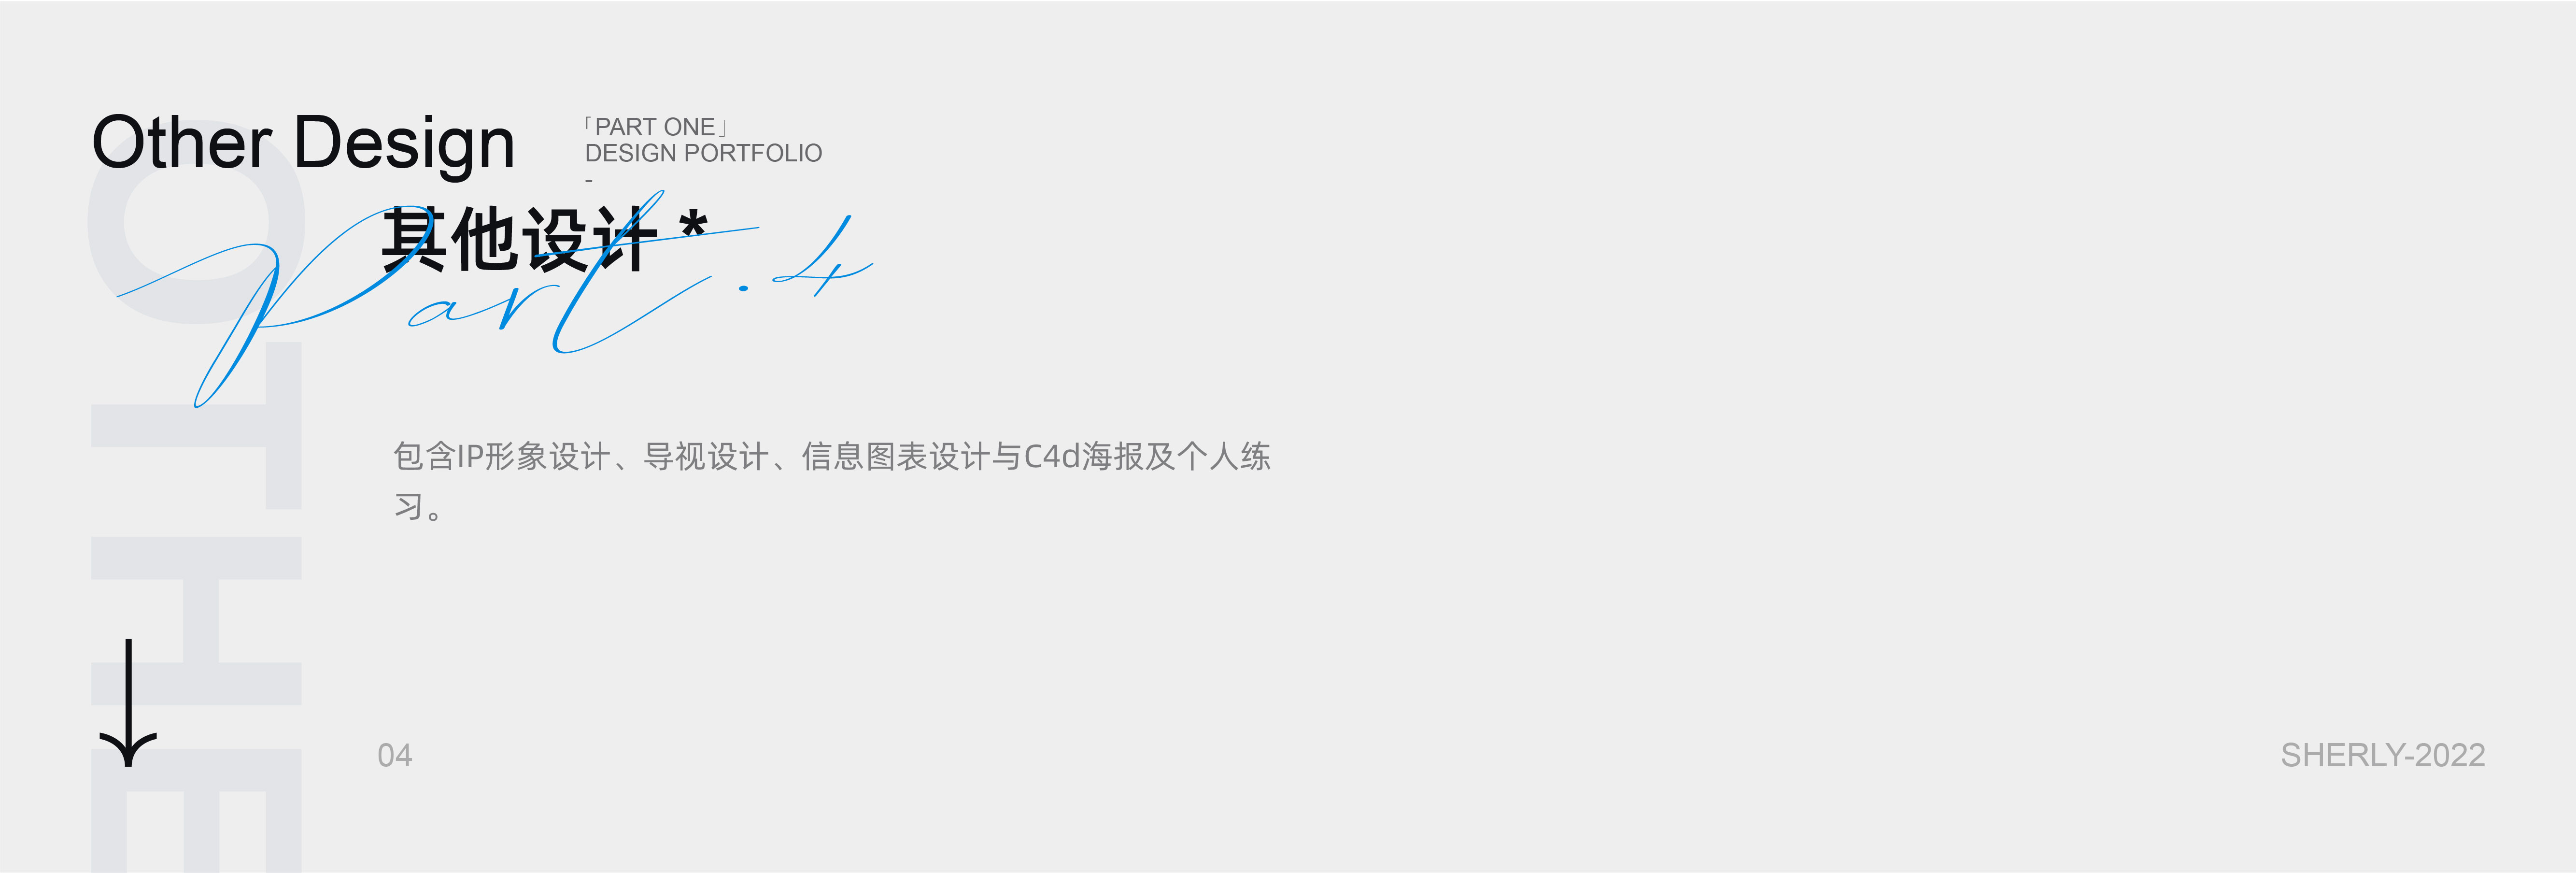 Other Design
「PART ONE」
DESIGN PORTFOLIO
-
其他设计 *
Part.4
包含IP形象设计、导视设计、信息图表设计与C4d海报及个人练
习。
OTHE
04
SHERLY-2022